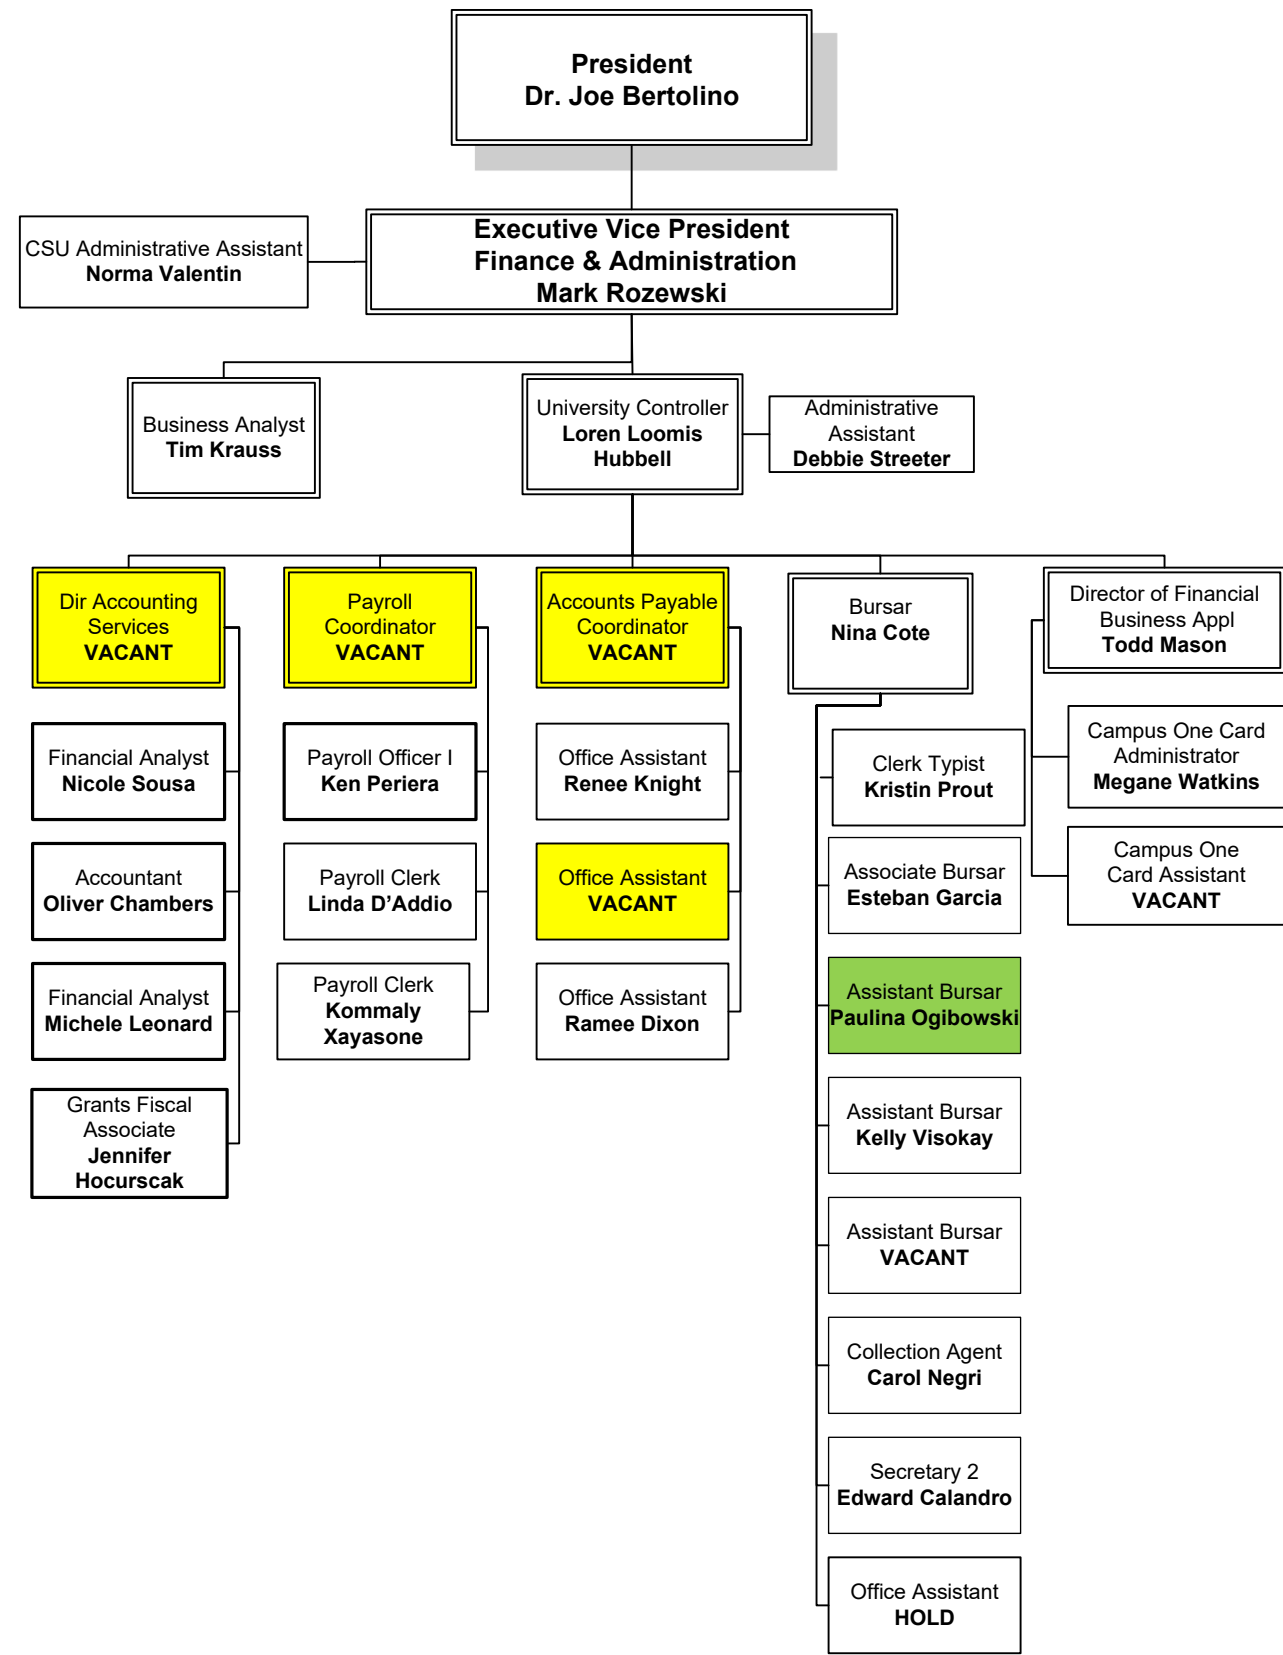 President
Dr. Joe Bertolino
CSU Administrative Assistant
Norma Valentin
Executive Vice President
Finance & Administration
Mark Rozewski
Business Analyst
Tim Krauss
University Controller
Loren Loomis
Hubbell
Administrative
Assistant
Debbie Streeter
Dir Accounting
Services
VACANT
Payroll
Coordinator
VACANT
Accounts Payable
Coordinator
VACANT
Bursar
Nina Cote
Director of Financial
Business Appl
Todd Mason
Financial Analyst
Nicole Sousa
Accountant
Oliver Chambers
Financial Analyst
Michele Leonard
Grants Fiscal
Associate
Jennifer
Hocurscak
Payroll Officer I
Ken Periera
Payroll Clerk
Linda D’Addio
Payroll Clerk
Kommaly
Xayasone
Office Assistant
Renee Knight
Office Assistant
VACANT
Office Assistant
Ramee Dixon
Clerk Typist
Kristin Prout
Associate Bursar
Esteban Garcia
Assistant Bursar
Paulina Ogibowski
Assistant Bursar
Kelly Visokay
Assistant Bursar
VACANT
Collection Agent
Carol Negri
Secretary 2
Edward Calandro
Office Assistant
HOLD
Campus One Card
Administrator
Megane Watkins
Campus One
Card Assistant
VACANT